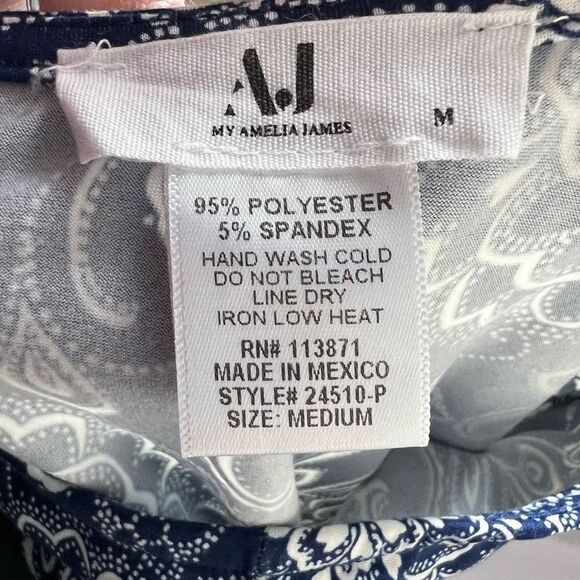 A.J
MY AMELIA JAMES
M
95% POLYESTER
5% SPANDEX
HAND WASH COLD
DO NOT BLEACH
LINE DRY
IRON LOW HEAT
RN# 113871
MADE IN MEXICO
STYLE# 24510-P
SIZE: MEDIUM